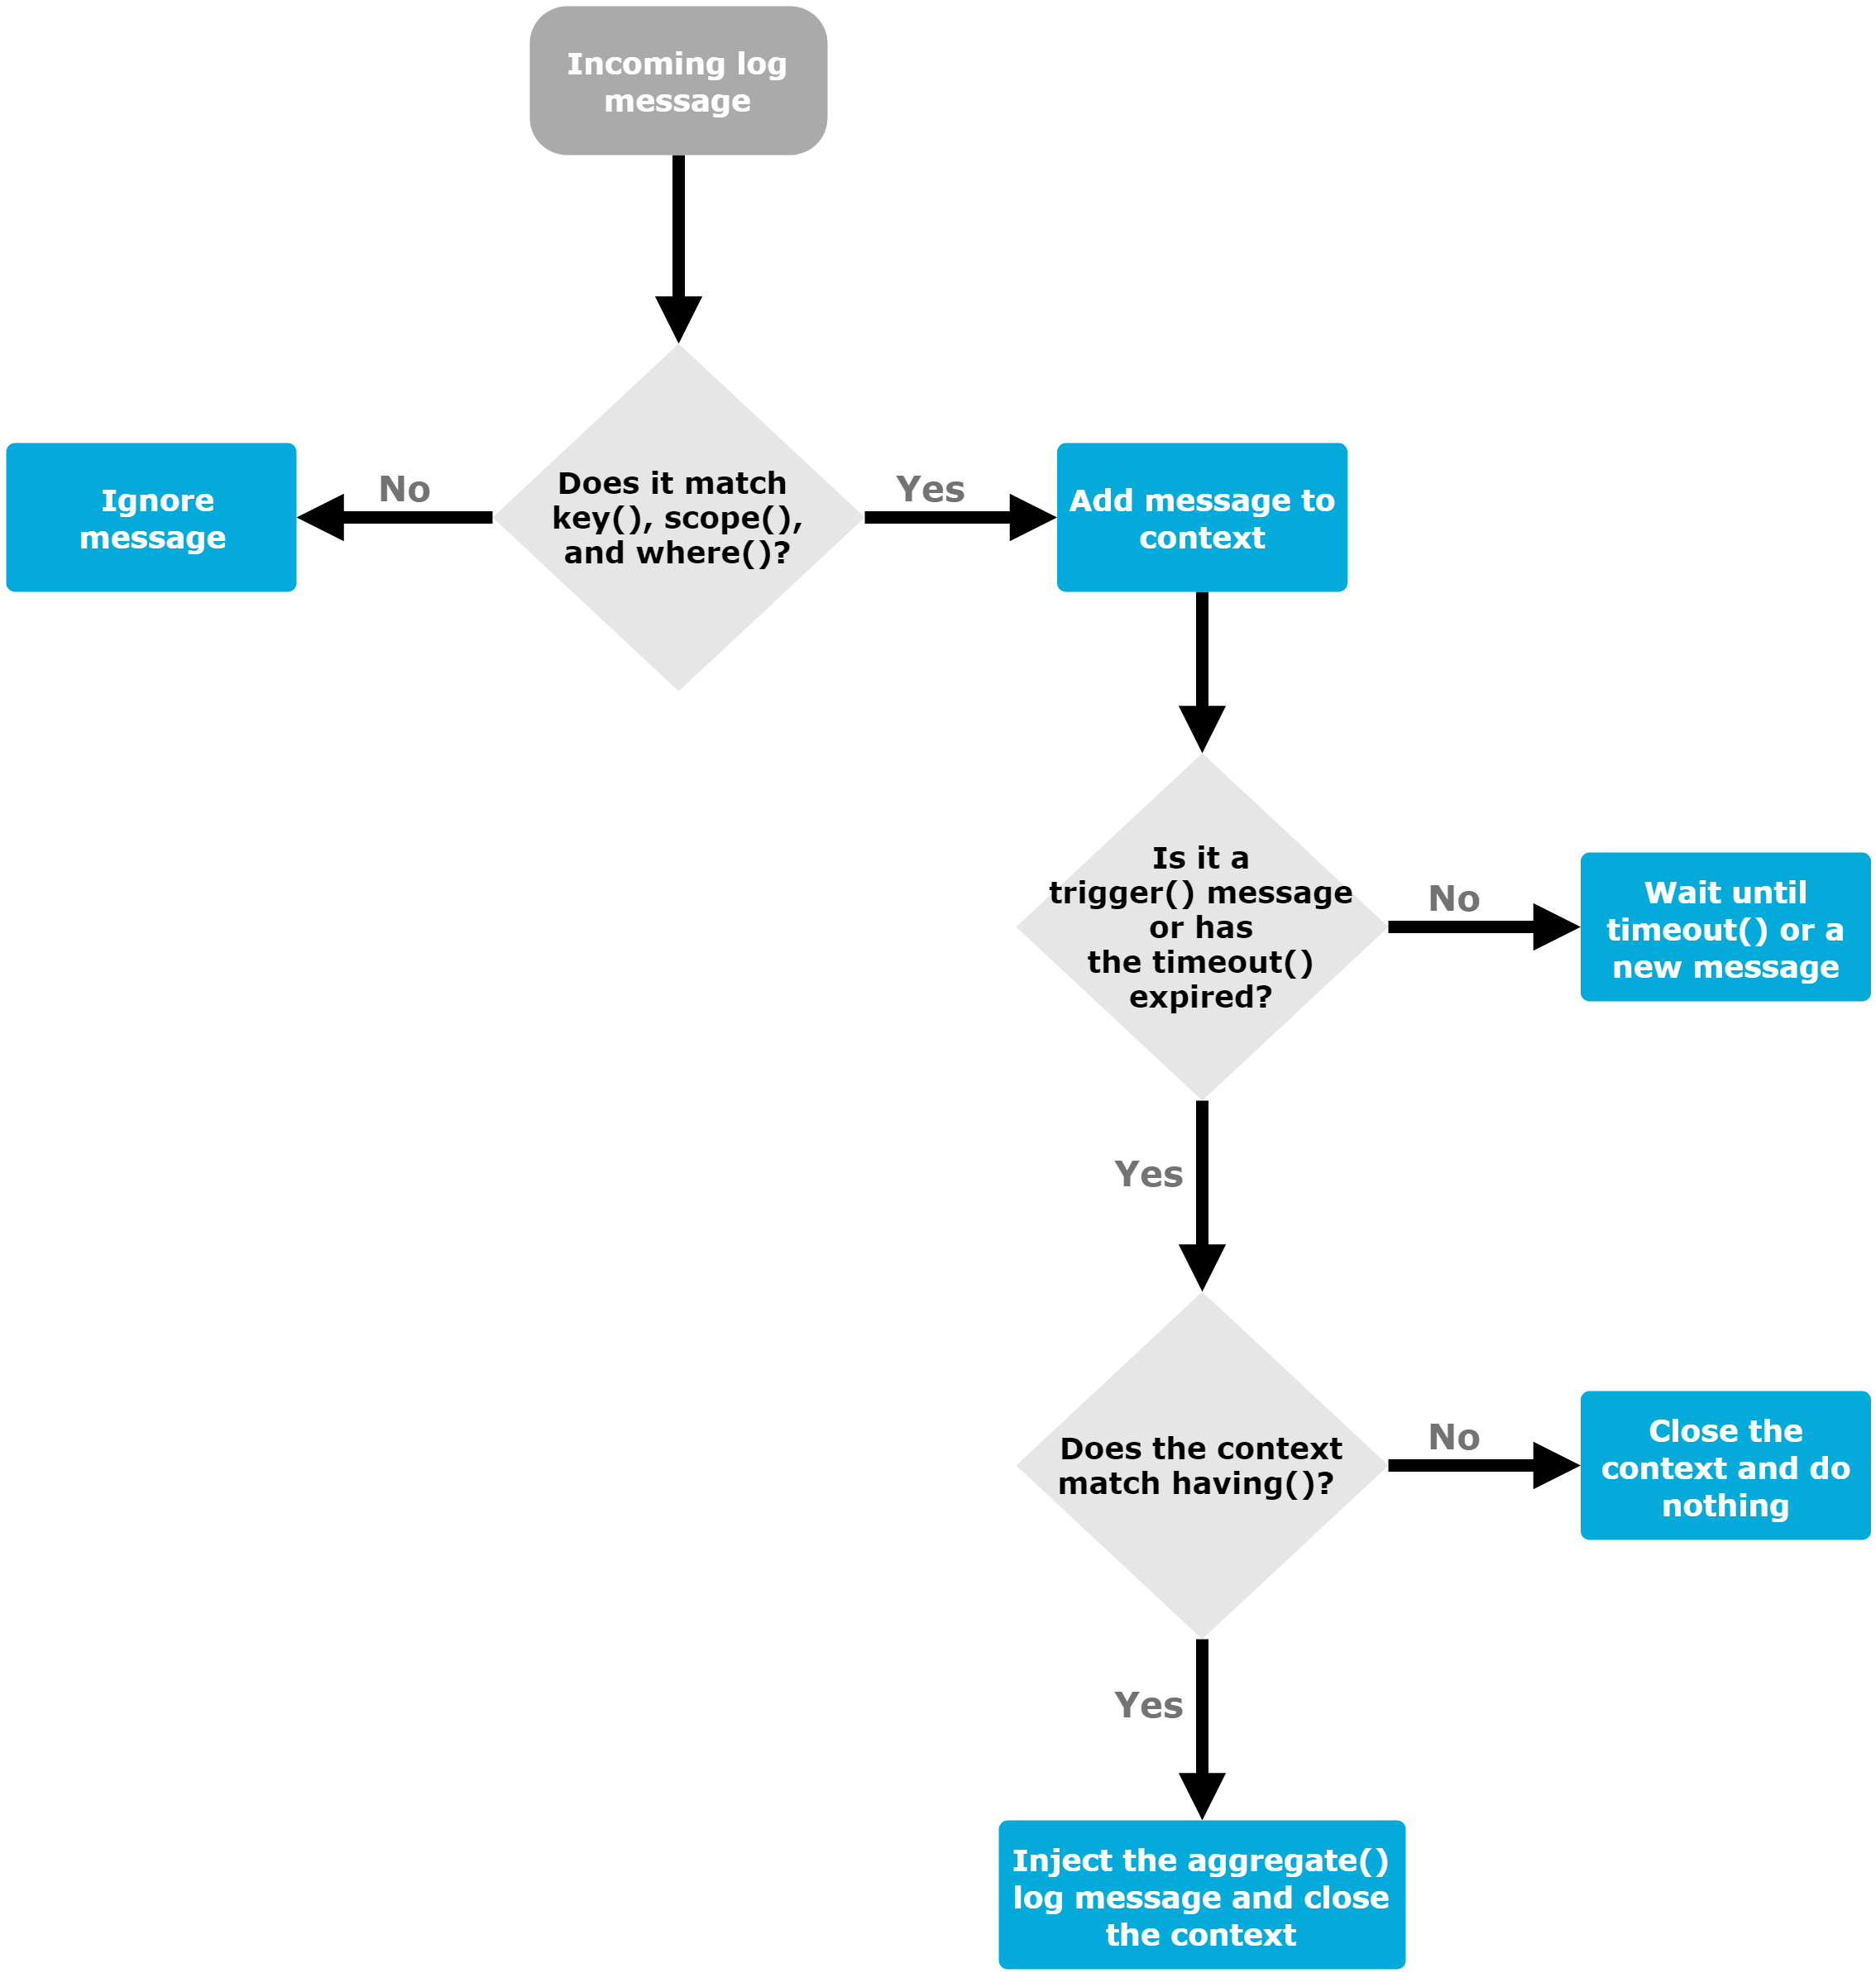 Incoming log
message
No
Yes
Ignore
message
Does it match
key(), scope(),
and where()?
Add message to
context
Is it a
trigger() message
or has
the timeout()
expired?
No
Wait until
timeout() or a
new message
Yes
Does the context
match having()?
No
Close the
context and do
nothing
Yes
Inject the aggregate()
log message and close
the context